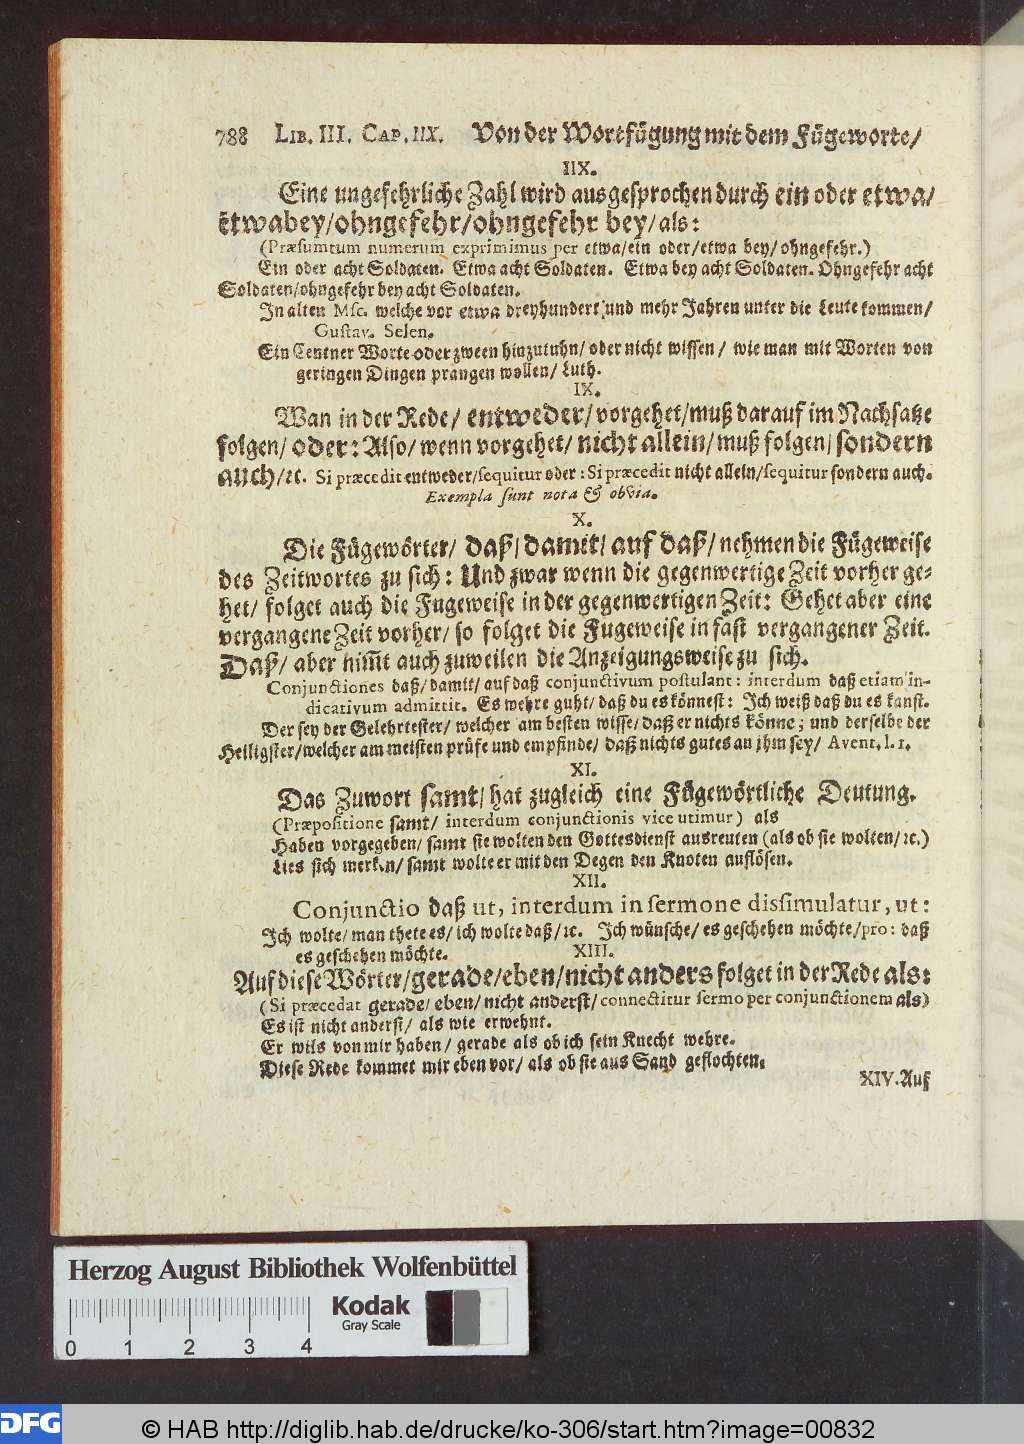 788 LIB. III. CAP. IIX. Von der Wortfügung mit dem Fügeworte/
IIX.
Eine ungefehrliche Zahl wird ausgesprochen durch ein oder etwa/
etwabey/ohngefehr/ohngefehr bey/als:
(Præsumtum numerum exprimimus per etwa/ein oder/etwa bey/ohngefehr.)
Ein oder acht Soldaten. Etwa acht Soldaten. Etwa bey acht Soldaten. Ohngefehr acht
Soldaten/ohngefehr bey acht Soldaten.
In alten Msc. welche vor etwa dreyhundert und mehr Jahren unter die Leute kommen/
Gustav. Selen.
Ein Centner Worte oder zween hinzutuhn/ oder nicht wissen/ wie man mit Worten von
geringen Dingen prangen wollen/ Luth.
IX.
Wan in der Rede/ entweder/vorgehet/muß darauf im Nachsatze
folgen/ oder: Also/ wenn vorgehet/ nicht allein/ muß folgen/ sondern
auch/ꝛc. Si præcedit entweder/sequitur oder: Si præcedit nicht allein/sequitur sondern auch.
Exempla sunt nota & obvia.
X.
Die Fügewörter/ daß/damit/ auf daß/ nehmen die Fügeweise
des Zeitwortes zu sich: Und zwar wenn die gegenwertige Zeit vorher ge-
het/ folget auch die Fugeweise in der gegenwertigen Zeit: Gehet aber eine
vergangene Zeit vorher/ so folget die Fugeweise in fast vergangener Zeit.
Daß/ aber nim̃t auch zuweilen die Anzeigungsweise zu sich.
Conjunctiones daß/damit/ auf daß conjunctivum postulant: interdum daß etiam in-
dicativum admittit. Es wehre guht/ daß du es könnest: Ich weiß daß du es kanst.
Der sey der Gelehrtester/ welcher am besten wisse/ daß er nichts könne; und derselbe der
Heiligster/welcher am meisten prüfe und empfinde/ daß nichts gutes an jhm sey/ Avent. l. 1.
XI.
Das Zuwort samt/ hat zugleich eine Fügewörtliche Deutung.
(Præpositione samt/ interdum conjunctionis vice utimur) als
Haben vorgegeben/ samt sie wolten den Gottesdienst ausreuten (als ob sie wolten/ꝛc.)
Lies sich merken/ samt wolte er mit den Degen den Knoten auflösen.
XII.
Conjunctio daß ut, interdum in sermone dissimulatur, ut:
Ich wolte/ man thete es/ ich wolte daß/ꝛc. Ich wünsche/ es geschehen möchte/pro: daß
es geschehen möchte.
XIII.
Auf diese Wörter/gerade/eben/nicht anders folget in der Rede als:
(Si præcedat gerade/ eben/ nicht anderst/ connectitur sermo per conjunctionem als)
Es ist nicht anderst/ als wie erwehnt.
Er wils von mir haben/ gerade als ob ich sein Knecht wehre.
Diese Rede kommet mir eben vor/ als ob sie aus Sand geflochten.
XIV. Auf
Herzog August Bibliothek Wolfenbüttel
Kodak
Gray Scale
0 1 2 3 4
DFG
© HAB http://diglib.hab.de/drucke/ko-306/start.htm?image=00832